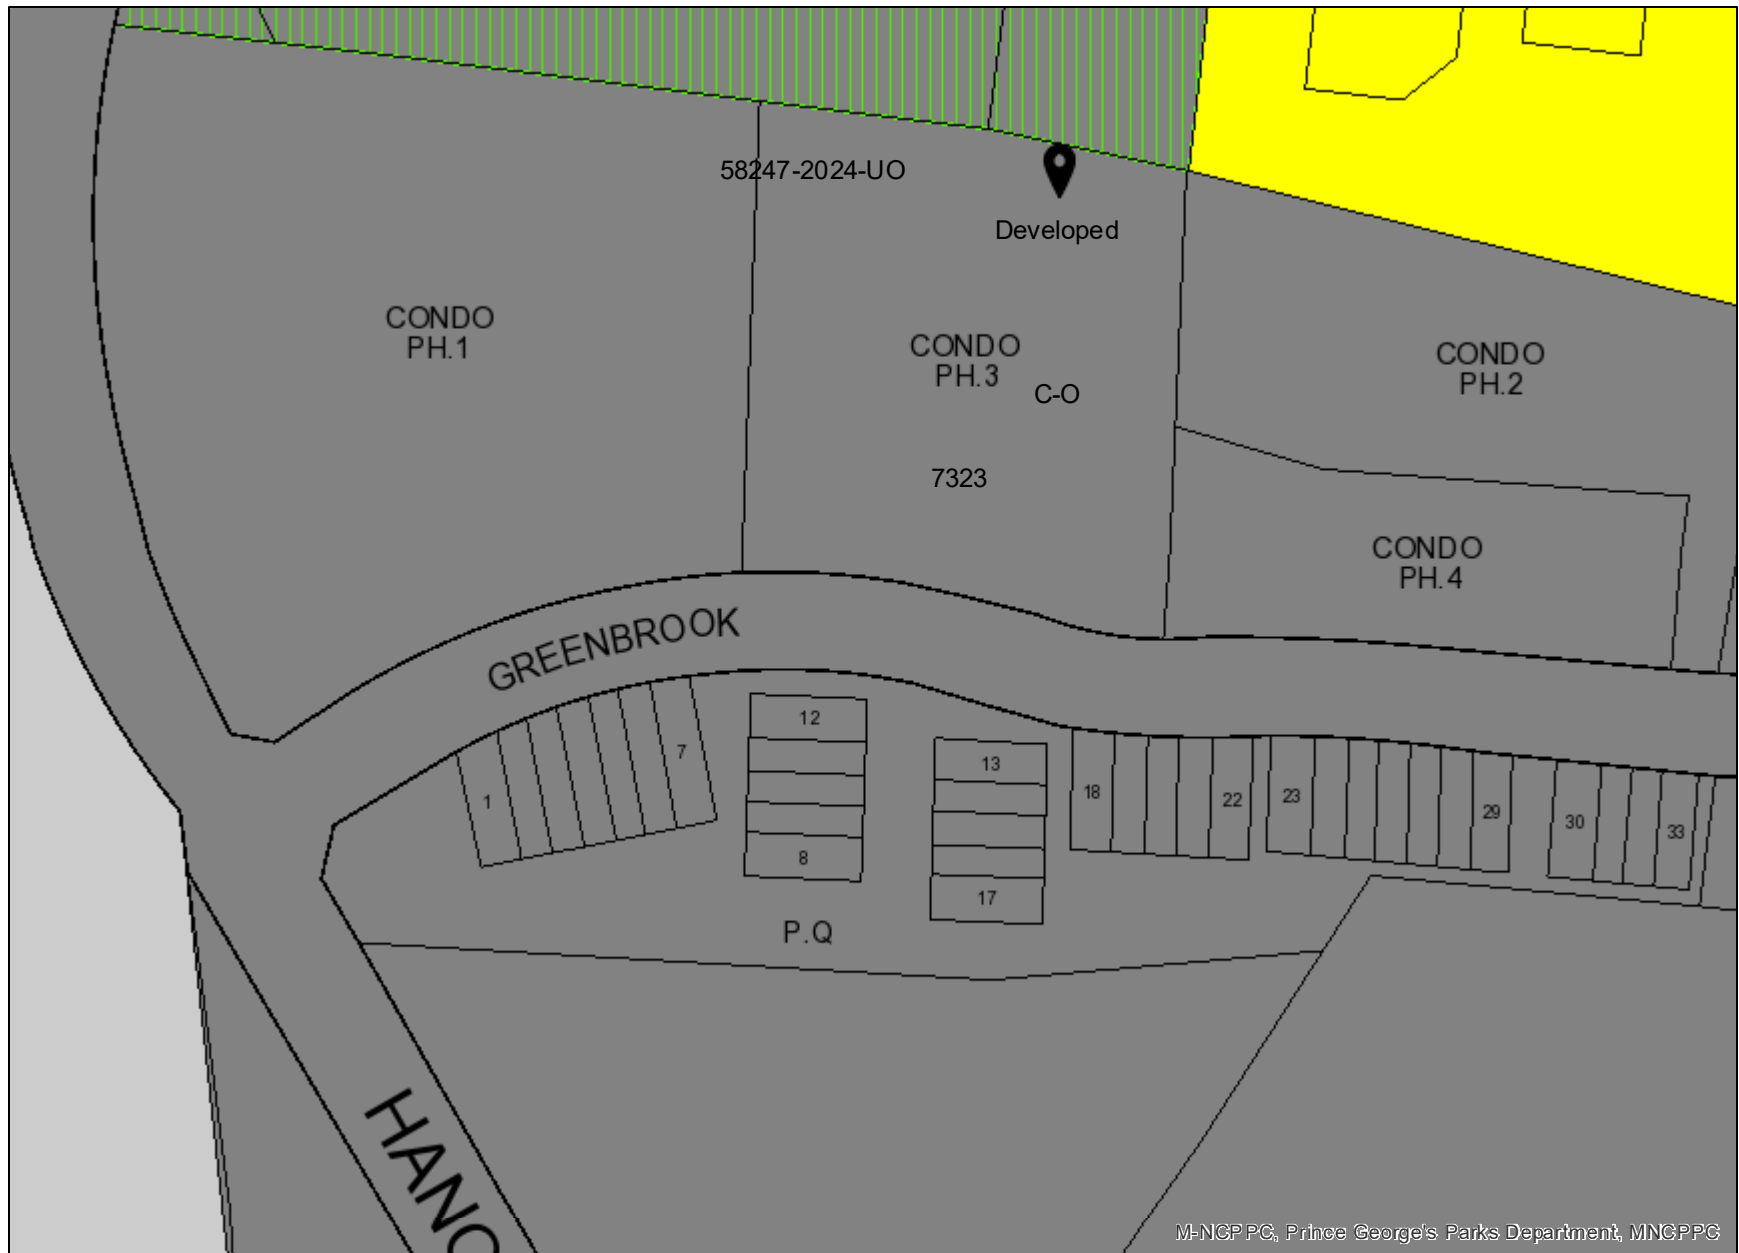 58247-2024-UO
Developed
CONDO
PH.1
CONDO
PH.3
C-O
CONDO
PH.2
7323
CONDO
PH.4
GREENBROOK
1
7
12
8
13
17
18
22
23
29
30
33
P.Q
HANO
M-NCPPC, Prince George's Parks Department, MNCPPC